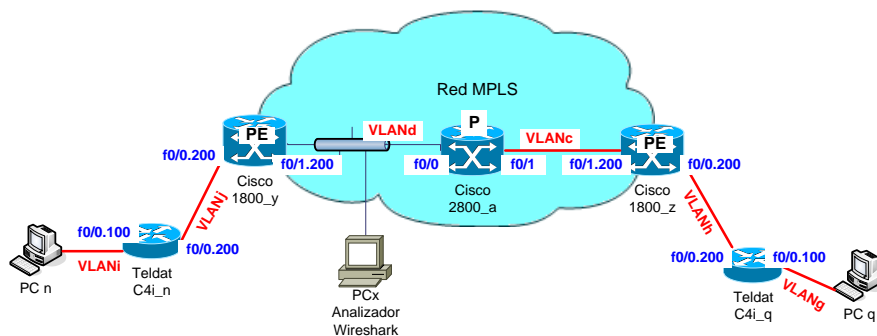 Red MPLS
P
PE
VLANd
VLANc
PE
f0/0.200
f0/1.200
f0/0
f0/1
f0/1.200
f0/0.200
Cisco
1800_y
Cisco
2800_a
Cisco
1800_z
VLANj
VLANh
f0/0.100
f0/0.200
f0/0.200
f0/0.100
VLANi
VLANg
PC n
Teldat
C4i_n
PCx
Analizador
Wireshark
Teldat
C4i_q
PC q